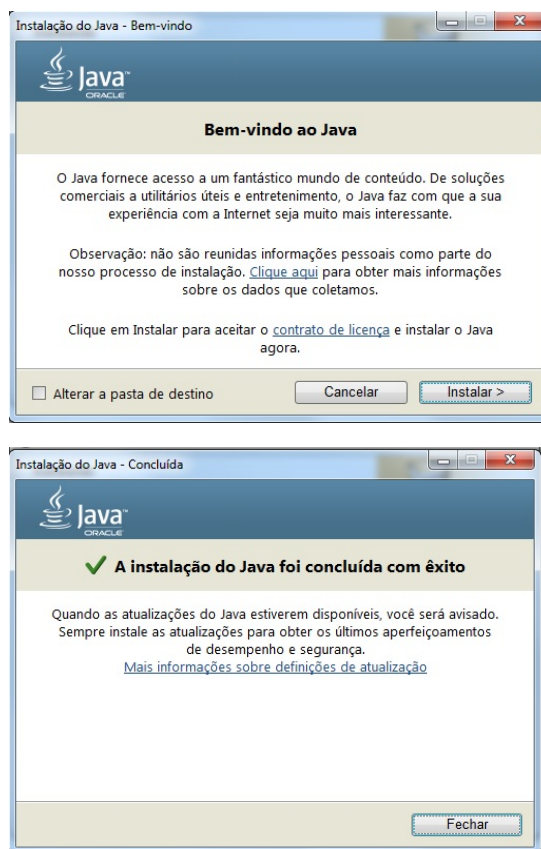 Instalação do Java - Bem-vindo
Java™
ORACLE
Bem-vindo ao Java
O Java fornece acesso a um fantástico mundo de conteúdo. De soluções
comerciais a utilitários úteis e entretenimento, o Java faz com que a sua
experiência com a Internet seja muito mais interessante.
Observação: não são reunidas informações pessoais como parte do
nosso processo de instalação. Clique aqui para obter mais informações
sobre os dados que coletamos.
Clique em Instalar para aceitar o contrato de licença e instalar o Java
agora.
Alterar a pasta de destino Cancelar Instalar >
Instalação do Java - Concluída
Java™
ORACLE
A instalação do Java foi concluída com êxito
Quando as atualizações do Java estiverem disponíveis, você será avisado.
Sempre instale as atualizações para obter os últimos aperfeiçoamentos
de desempenho e segurança.
Mais informações sobre definições de atualização
Fechar